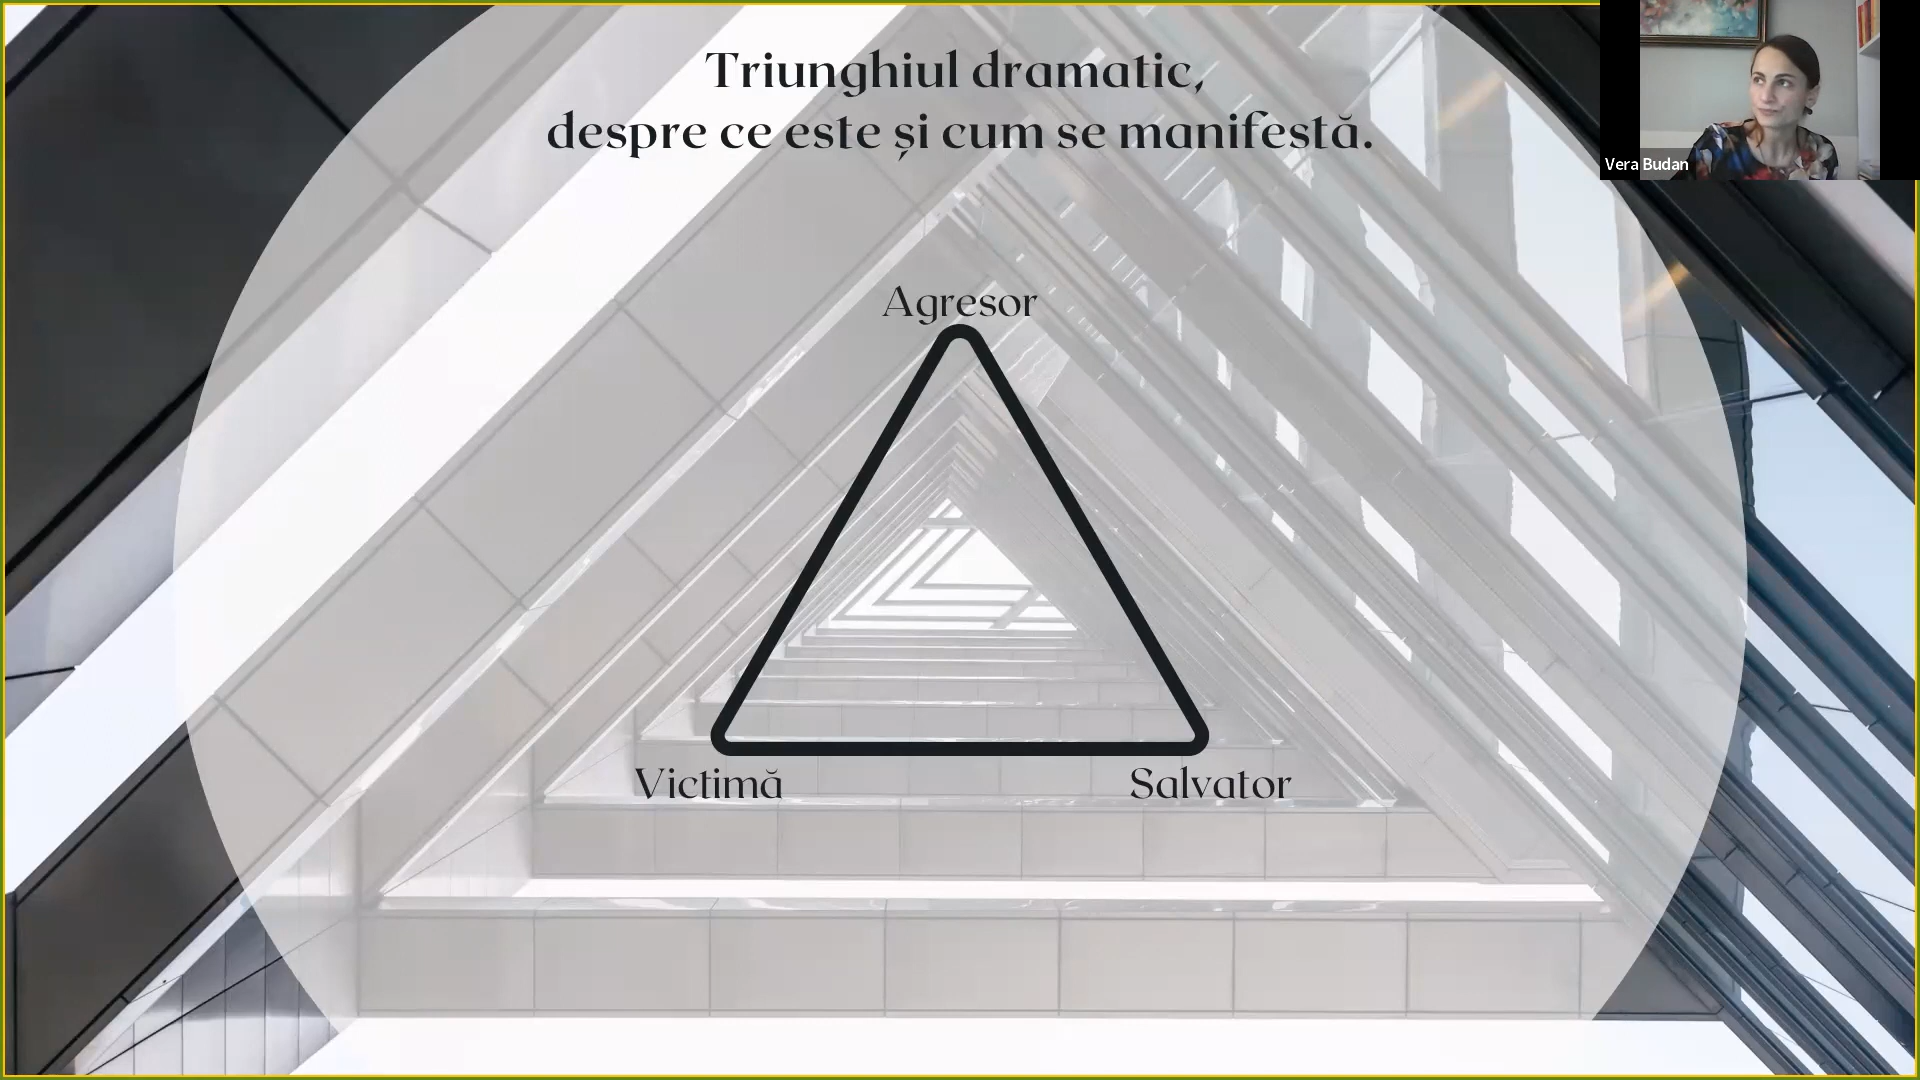 Triunghiul dramatic,
despre ce este și cum se manifestă.
Vera Budan
Agresor
Victimă
Salvator